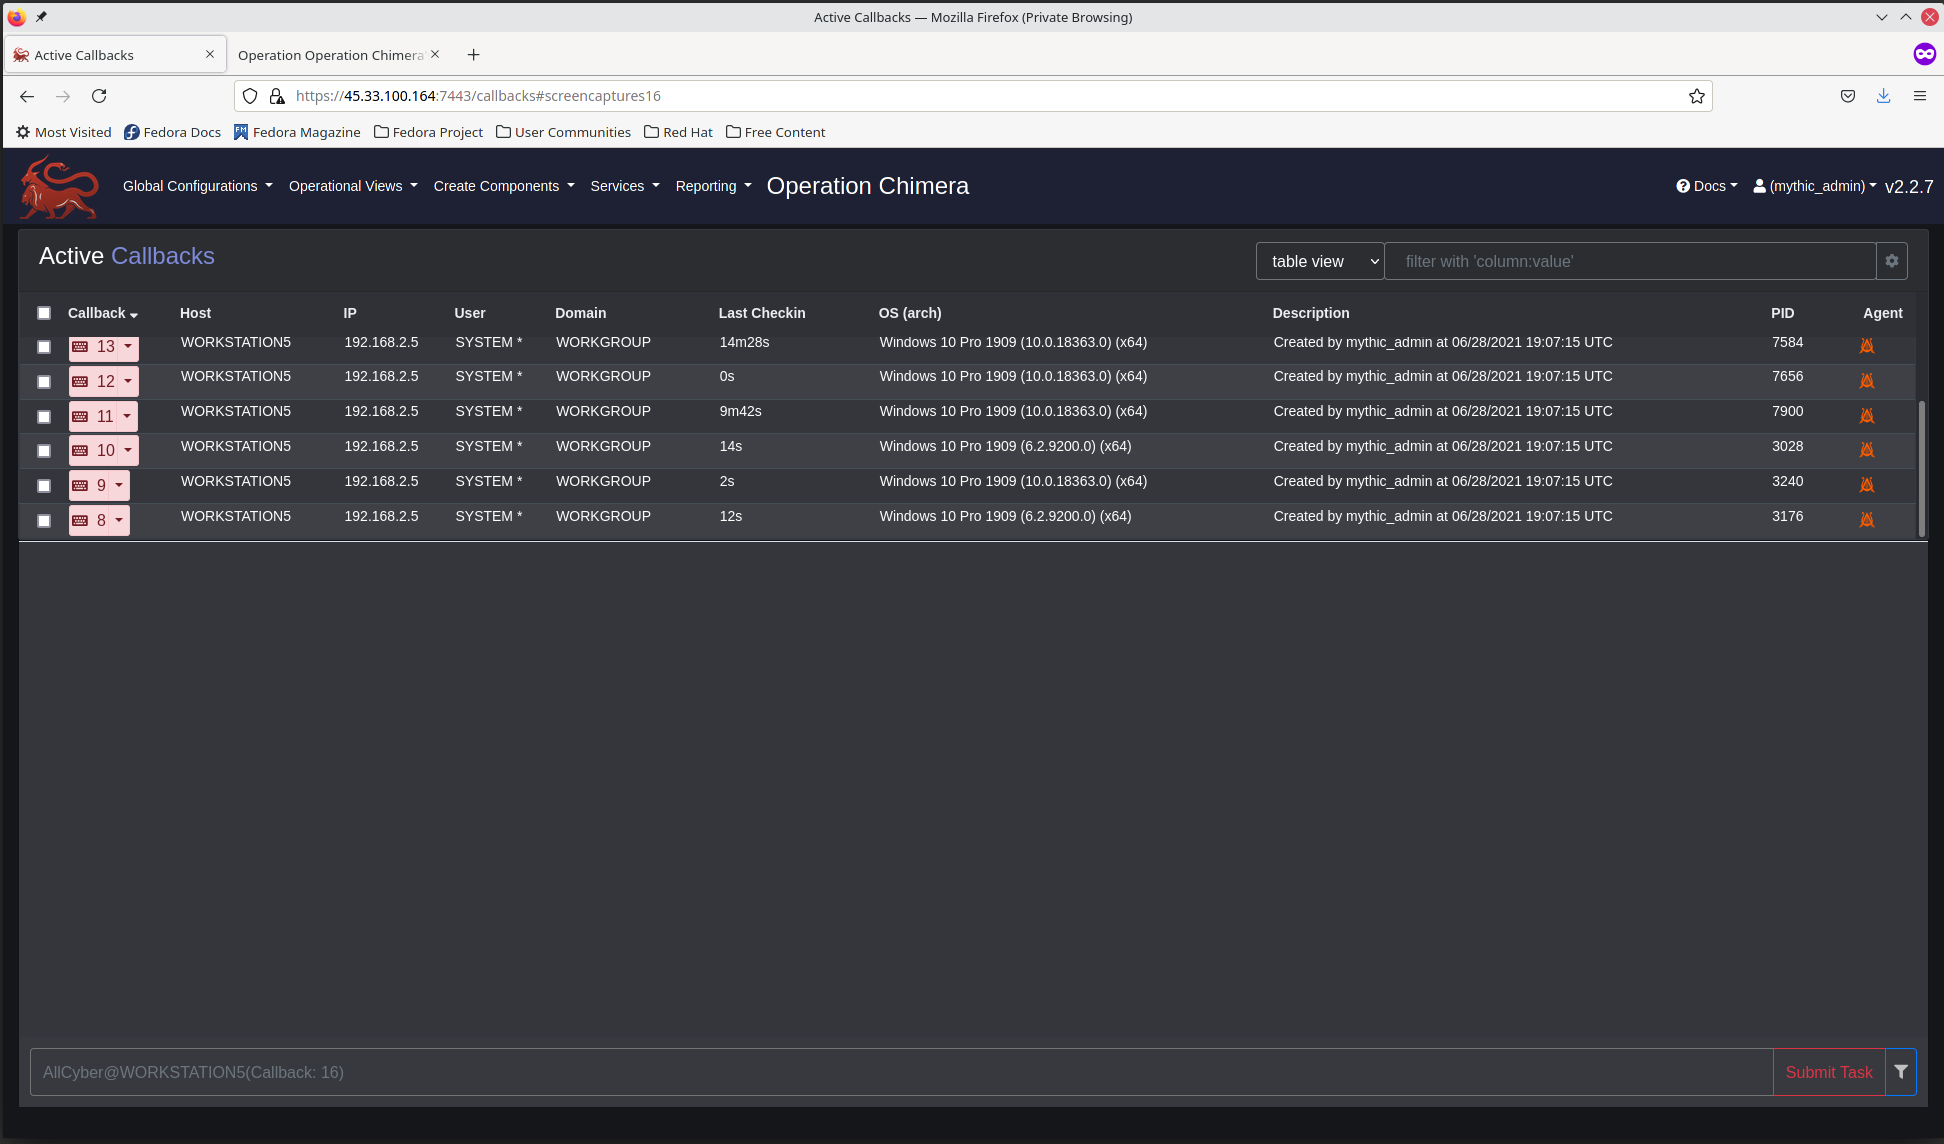 Active Callbacks — Mozilla Firefox (Private Browsing)
Active Callbacks
Operation Operation Chimera
https://45.33.100.164:7443/callbacks#screencaptures16
Most Visited Fedora Docs Fedora Magazine Fedora Project User Communities Red Hat Free Content
Global Configurations Operational Views Create Components Services Reporting Operation Chimera Docs (mythic_admin) v2.2.7
Active Callbacks
table view filter with 'column:value'
Callback Host IP User Domain Last Checkin OS (arch) Description PID Agent
13 WORKSTATION5 192.168.2.5 SYSTEM * WORKGROUP 14m28s Windows 10 Pro 1909 (10.0.18363.0) (x64) Created by mythic_admin at 06/28/2021 19:07:15 UTC 7584
12 WORKSTATION5 192.168.2.5 SYSTEM * WORKGROUP 0s Windows 10 Pro 1909 (10.0.18363.0) (x64) Created by mythic_admin at 06/28/2021 19:07:15 UTC 7656
11 WORKSTATION5 192.168.2.5 SYSTEM * WORKGROUP 9m42s Windows 10 Pro 1909 (10.0.18363.0) (x64) Created by mythic_admin at 06/28/2021 19:07:15 UTC 7900
10 WORKSTATION5 192.168.2.5 SYSTEM * WORKGROUP 14s Windows 10 Pro 1909 (6.2.9200.0) (x64) Created by mythic_admin at 06/28/2021 19:07:15 UTC 3028
9 WORKSTATION5 192.168.2.5 SYSTEM * WORKGROUP 2s Windows 10 Pro 1909 (10.0.18363.0) (x64) Created by mythic_admin at 06/28/2021 19:07:15 UTC 3240
8 WORKSTATION5 192.168.2.5 SYSTEM * WORKGROUP 12s Windows 10 Pro 1909 (6.2.9200.0) (x64) Created by mythic_admin at 06/28/2021 19:07:15 UTC 3176
AllCyber@WORKSTATION5(Callback: 16) Submit Task